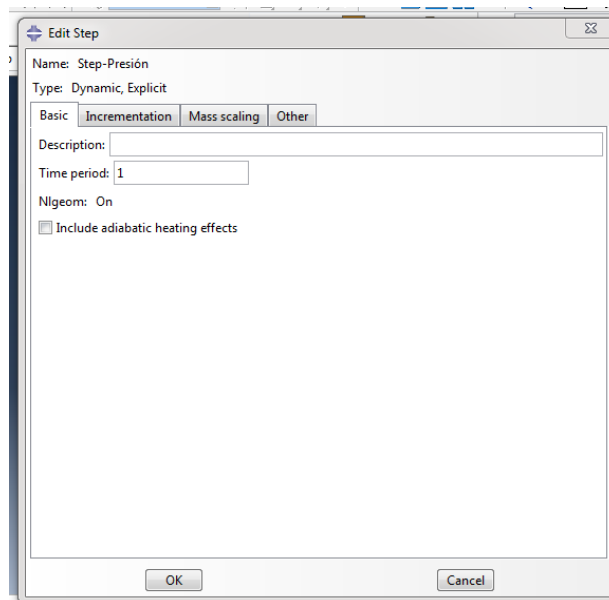 Edit Step
Name: Step-Presión
Type: Dynamic, Explicit
Basic Incrementation Mass scaling Other
Description:
Time period: 1
Nlgeom: On
Include adiabatic heating effects
OK Cancel